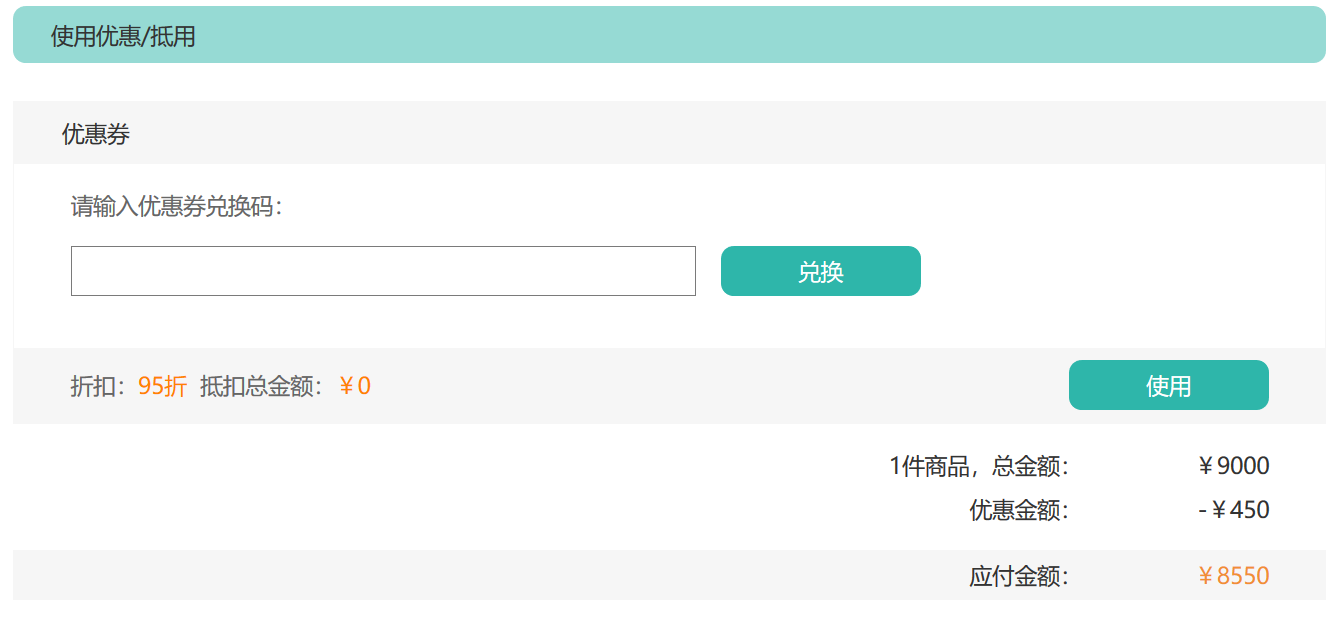 使用优惠/抵用
优惠券
请输入优惠券兑换码：
兑换
折扣：95折 抵扣总金额：￥0
使用
1件商品，总金额：￥9000
优惠金额：-￥450
应付金额：￥8550